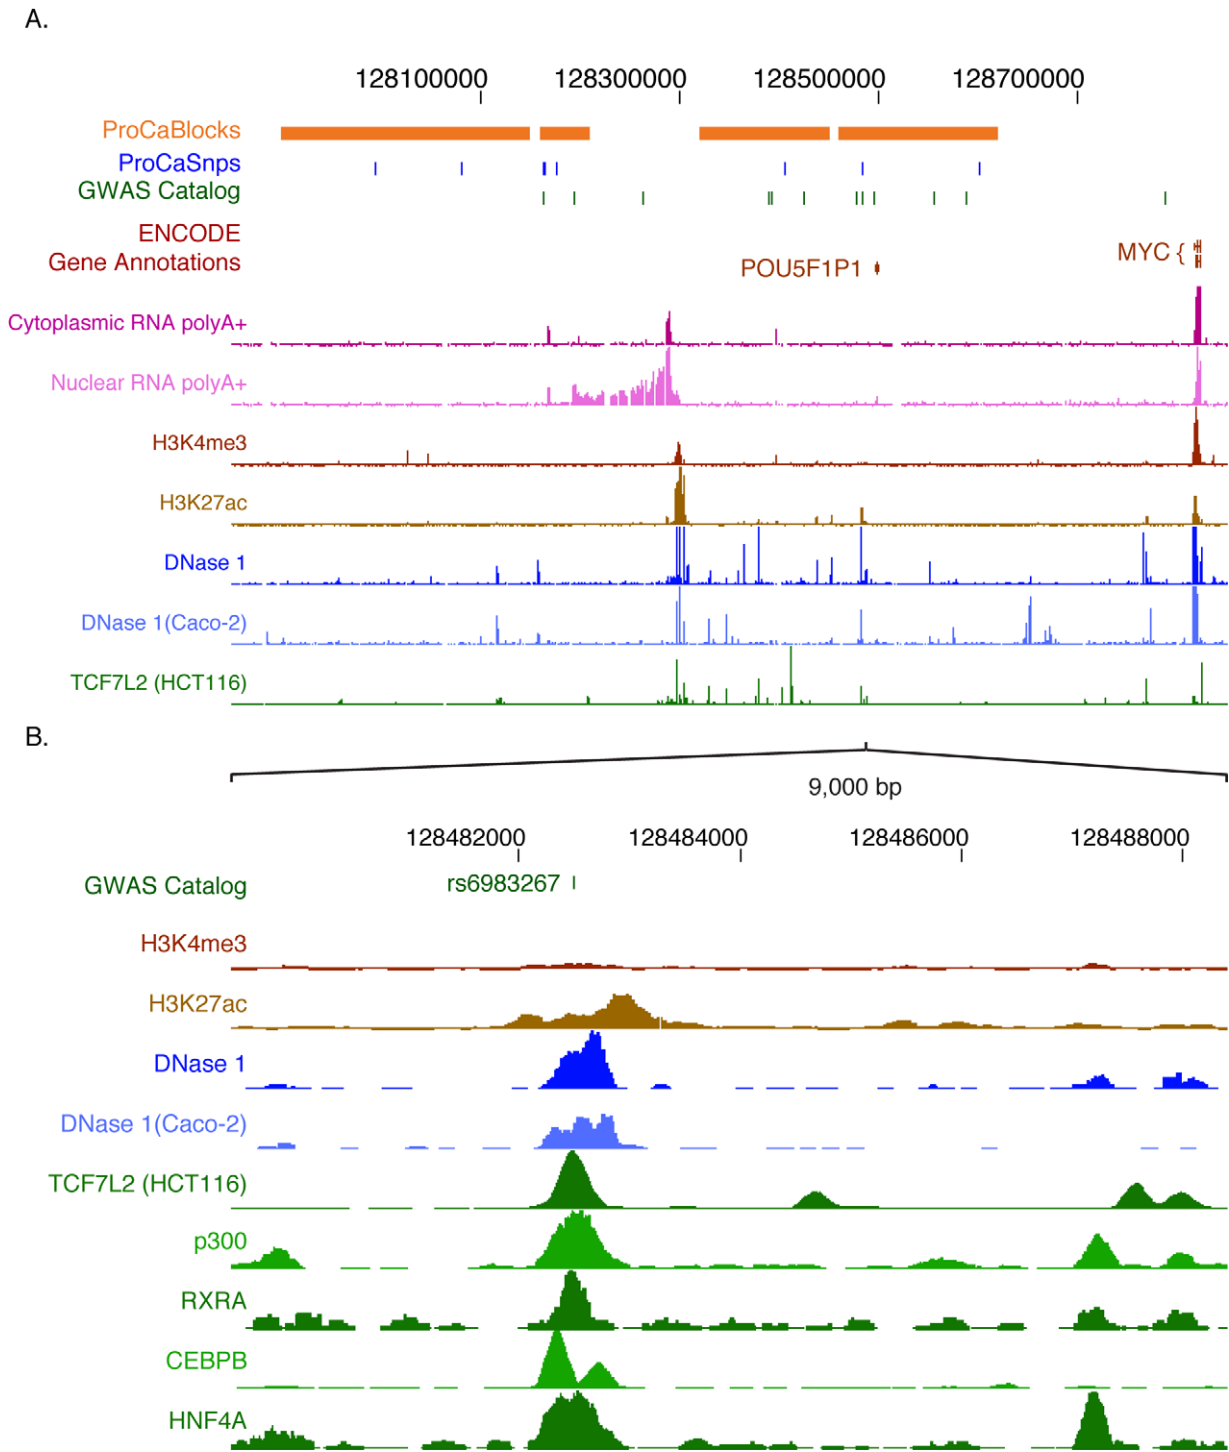 A.
128100000 128300000 128500000 128700000
ProCaBlocks
ProCaSnps
GWAS Catalog
ENCODE
Gene Annotations
MYC {
POU5F1P1
Cytoplasmic RNA polyA+
Nuclear RNA polyA+
H3K4me3
H3K27ac
DNase 1
DNase 1(Caco-2)
TCF7L2 (HCT116)
B.
9,000 bp
128482000 128484000 128486000 128488000
GWAS Catalog rs6983267
H3K4me3
H3K27ac
DNase 1
DNase 1(Caco-2)
TCF7L2 (HCT116)
p300
RXRA
CEBPB
HNF4A